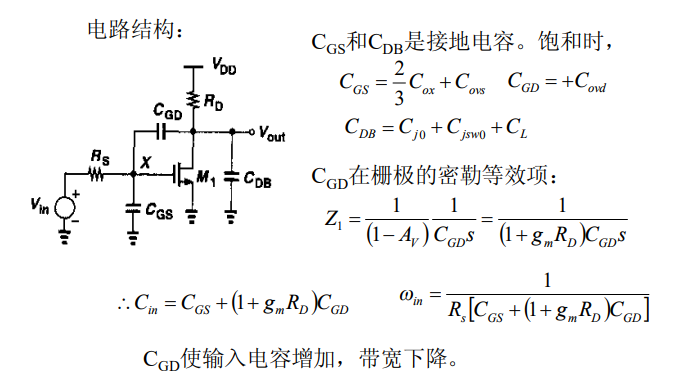 电路结构：
C_GS和C_DB是接地电容。饱和时，
C_GS = 2/3 C_ox + C_ovs   C_GD = +C_ovd
C_DB = C_j0 + C_jsw0 + C_L
V_DD
R_D
C_GD
V_out
R_S
X
M_1
C_DB
V_in
+
-
C_GS
C_GD在栅极的密勒等效项：
Z_1 = 1/(1 − A_V) 1/(C_GD s) = 1/((1 + g_m R_D)C_GD s)
∴ C_in = C_GS + (1 + g_m R_D)C_GD
ω_in = 1/(R_s[C_GS + (1 + g_m R_D)C_GD])
C_GD使输入电容增加，带宽下降。